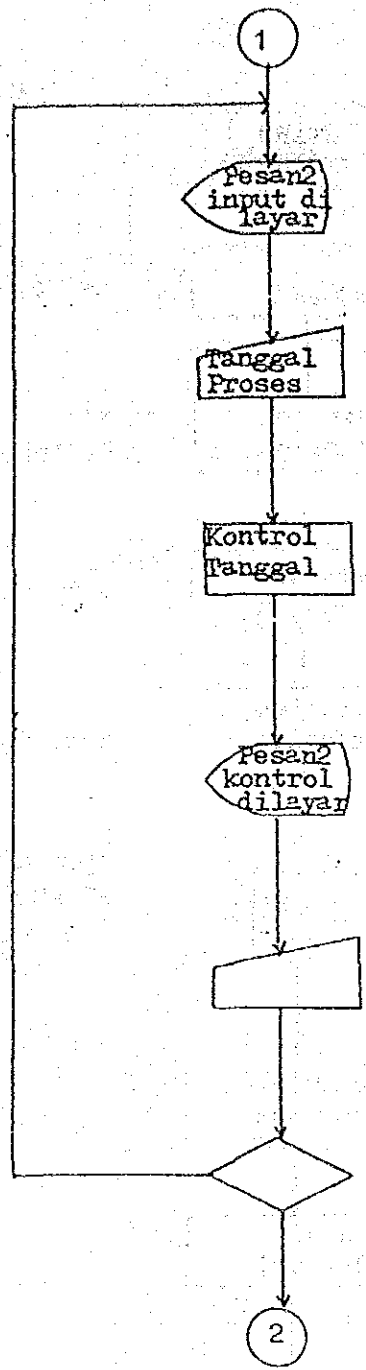 1
Pesan2
input di
layar
Tanggal
Proses
Kontrol
Tanggal
Pesan2
kontrol
dilayar
2